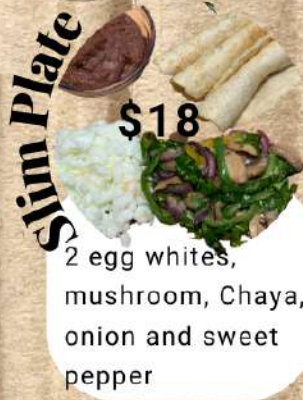 Slim Plate
$18
2 egg whites,
mushroom, Chaya,
onion and sweet
pepper